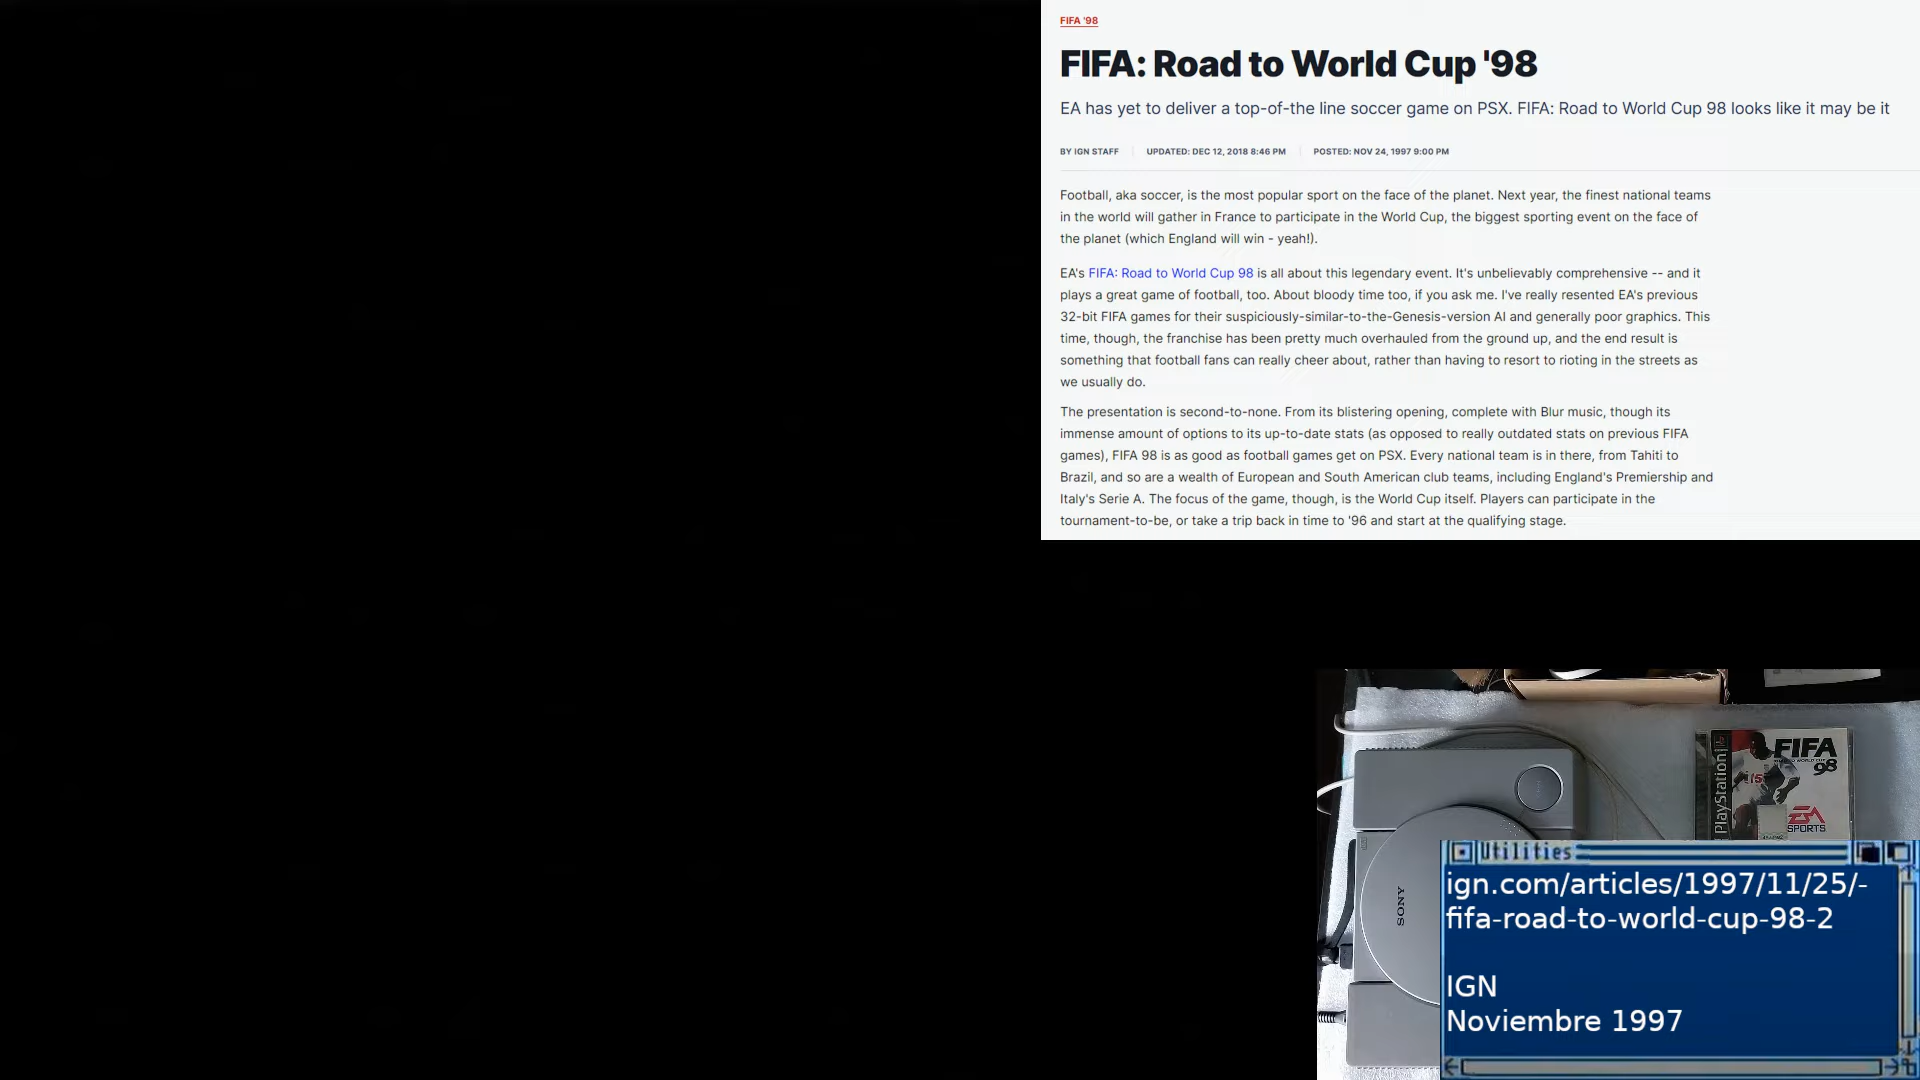 FIFA '98
FIFA: Road to World Cup '98
EA has yet to deliver a top-of-the line soccer game on PSX. FIFA: Road to World Cup 98 looks like it may be it
BY IGN STAFF UPDATED: DEC 12, 2018 8:46 PM POSTED: NOV 24, 1997 9:00 PM
Football, aka soccer, is the most popular sport on the face of the planet. Next year, the finest national teams
in the world will gather in France to participate in the World Cup, the biggest sporting event on the face of
the planet (which England will win - yeah!).
EA's FIFA: Road to World Cup 98 is all about this legendary event. It's unbelievably comprehensive -- and it
plays a great game of football, too. About bloody time too, if you ask me. I've really resented EA's previous
32-bit FIFA games for their suspiciously-similar-to-the-Genesis-version AI and generally poor graphics. This
time, though, the franchise has been pretty much overhauled from the ground up, and the end result is
something that football fans can really cheer about, rather than having to resort to rioting in the streets as
we usually do.
The presentation is second-to-none. From its blistering opening, complete with Blur music, though its
immense amount of options to its up-to-date stats (as opposed to really outdated stats on previous FIFA
games), FIFA 98 is as good as football games get on PSX. Every national team is in there, from Tahiti to
Brazil, and so are a wealth of European and South American club teams, including England's Premiership and
Italy's Serie A. The focus of the game, though, is the World Cup itself. Players can participate in the
tournament-to-be, or take a trip back in time to '96 and start at the qualifying stage.
PlayStation
FIFA
98
EA
SPORTS
SONY
Utilities
ign.com/articles/1997/11/25/-
fifa-road-to-world-cup-98-2
IGN
Noviembre 1997